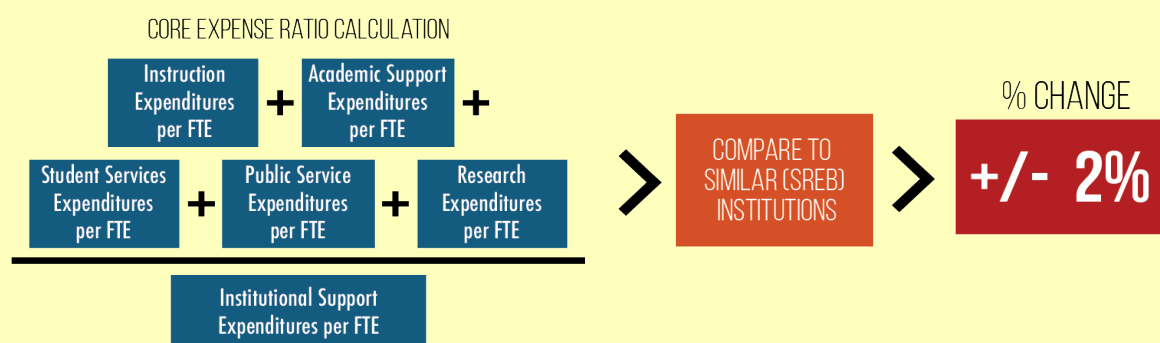 CORE EXPENSE RATIO CALCULATION
Instruction
Expenditures
per FTE
+
Academic Support
Expenditures
per FTE
+
Student Services
Expenditures
per FTE
+
Public Service
Expenditures
per FTE
+
Research
Expenditures
per FTE
Institutional Support
Expenditures per FTE
>
COMPARE TO
SIMILAR (SREB)
INSTITUTIONS
>
% CHANGE
+/- 2%